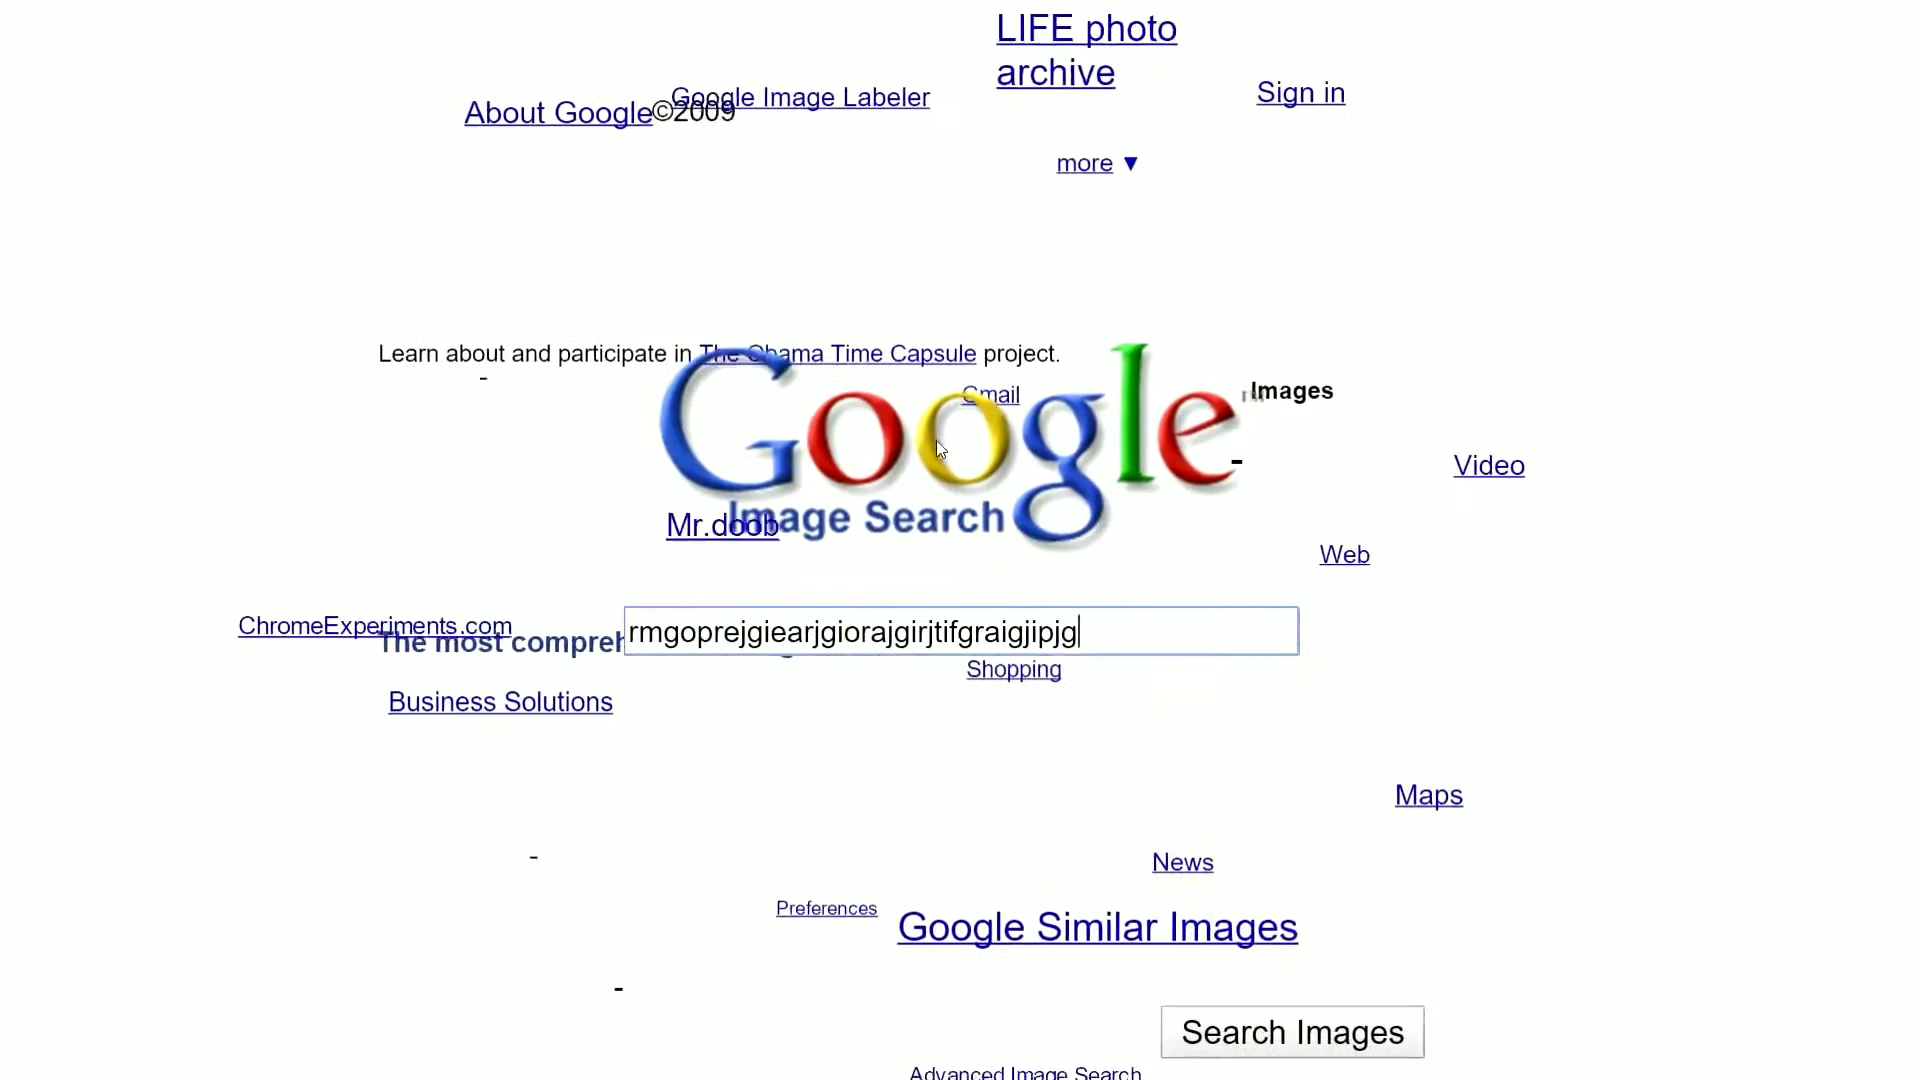 LIFE photo
archive
Sign in
Google Image Labeler
About Google
©2009
more ▼
Learn about and participate in The Obama Time Capsule project.
-
Gmail
Images
Google
-
Video
Image Search
Mr.doob
Web
ChromeExperiments.com
rmgoprejgiearjgiorajgirjtifgraigjipjg
The most compreh
Shopping
Business Solutions
Maps
-
News
Preferences
Google Similar Images
-
Search Images
Advanced Image Search